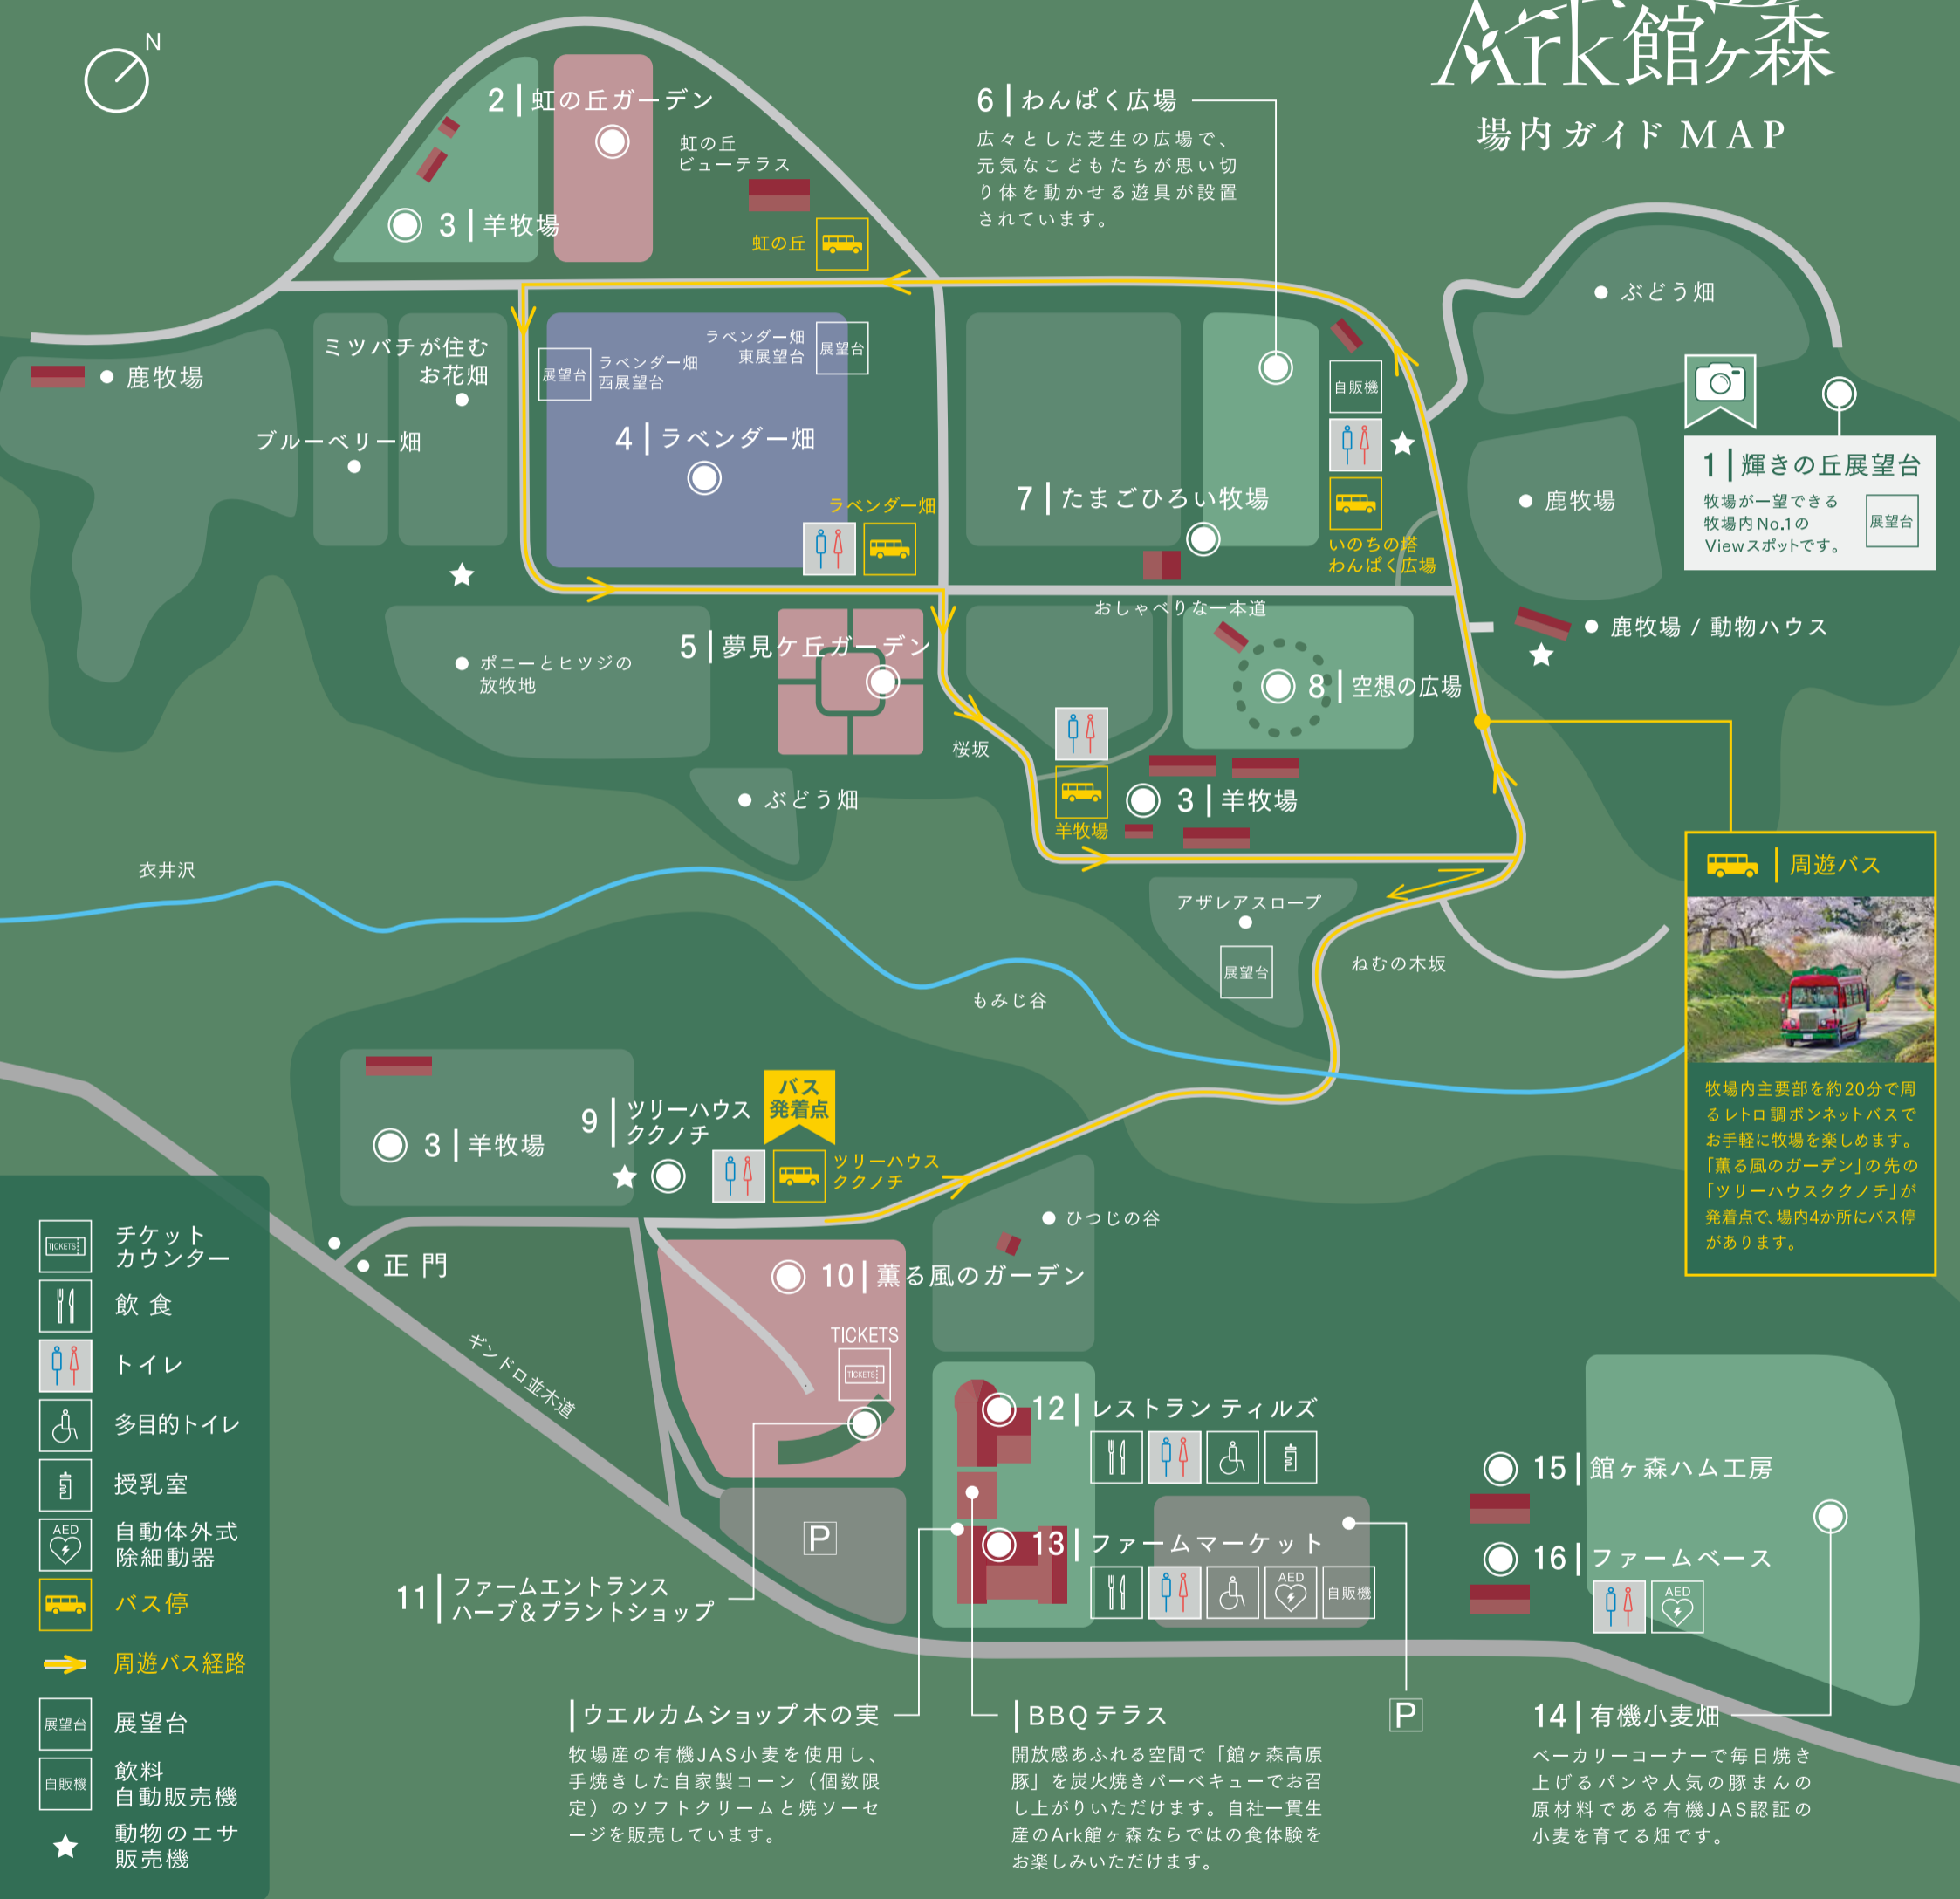 Ark館ヶ森
場内ガイド MAP
N
2 | 虹の丘ガーデン
虹の丘
ビューテラス
虹の丘
3 | 羊牧場
6 | わんぱく広場
広々とした芝生の広場で、
元気なこどもたちが思い切
り体を動かせる遊具が設置
されています。
ぶどう畑
鹿牧場
ミツバチが住む
お花畑
ブルーベリー畑
展望台
ラベンダー畑
西展望台
ラベンダー畑
東展望台
展望台
4 | ラベンダー畑
ラベンダー畑
自販機
7 | たまごひろい牧場
いのちの塔
わんぱく広場
鹿牧場
1 | 輝きの丘展望台
牧場が一望できる
牧場内No.1の
Viewスポットです。
展望台
おしゃべりな一本道
鹿牧場 / 動物ハウス
ポニーとヒツジの
放牧地
5 | 夢見ケ丘ガーデン
8 | 空想の広場
桜坂
ぶどう畑
羊牧場
3 | 羊牧場
衣井沢
アザレアスロープ
展望台
ねむの木坂
もみじ谷
周遊バス
牧場内主要部を約20分で周
るレトロ調ボンネットバスで
お手軽に牧場を楽しめます。
「薫る風のガーデン」の先の
「ツリーハウスククノチ」が
発着点で、場内4か所にバス停
があります。
3 | 羊牧場
9 | ツリーハウス
ククノチ
バス
発着点
ツリーハウス
ククノチ
正門
ひつじの谷
10 | 薫る風のガーデン
TICKETS
TICKETS
ギンドロ並木道
P
11 | ファームエントランス
ハーブ&プラントショップ
12 | レストラン ティルズ
13 | ファームマーケット
AED
自販機
15 | 館ヶ森ハム工房
16 | ファームベース
AED
ウエルカムショップ 木の実
牧場産の有機JAS小麦を使用し、
手焼きした自家製コーン（個数限
定）のソフトクリームと焼ソーセ
ージを販売しています。
BBQ テラス
開放感あふれる空間で「館ヶ森高原
豚」を炭火焼きバーベキューでお召
し上がりいただけます。自社一貫生
産のArk館ヶ森ならではの食体験を
お楽しみいただけます。
P
14 | 有機小麦畑
ベーカリーコーナーで毎日焼き
上げるパンや人気の豚まんの
原材料である有機JAS認証の
小麦を育てる畑です。
TICKETS
チケット
カウンター
飲食
トイレ
多目的トイレ
授乳室
AED
自動体外式
除細動器
バス停
周遊バス経路
展望台
展望台
自販機
飲料
自動販売機
動物のエサ
販売機